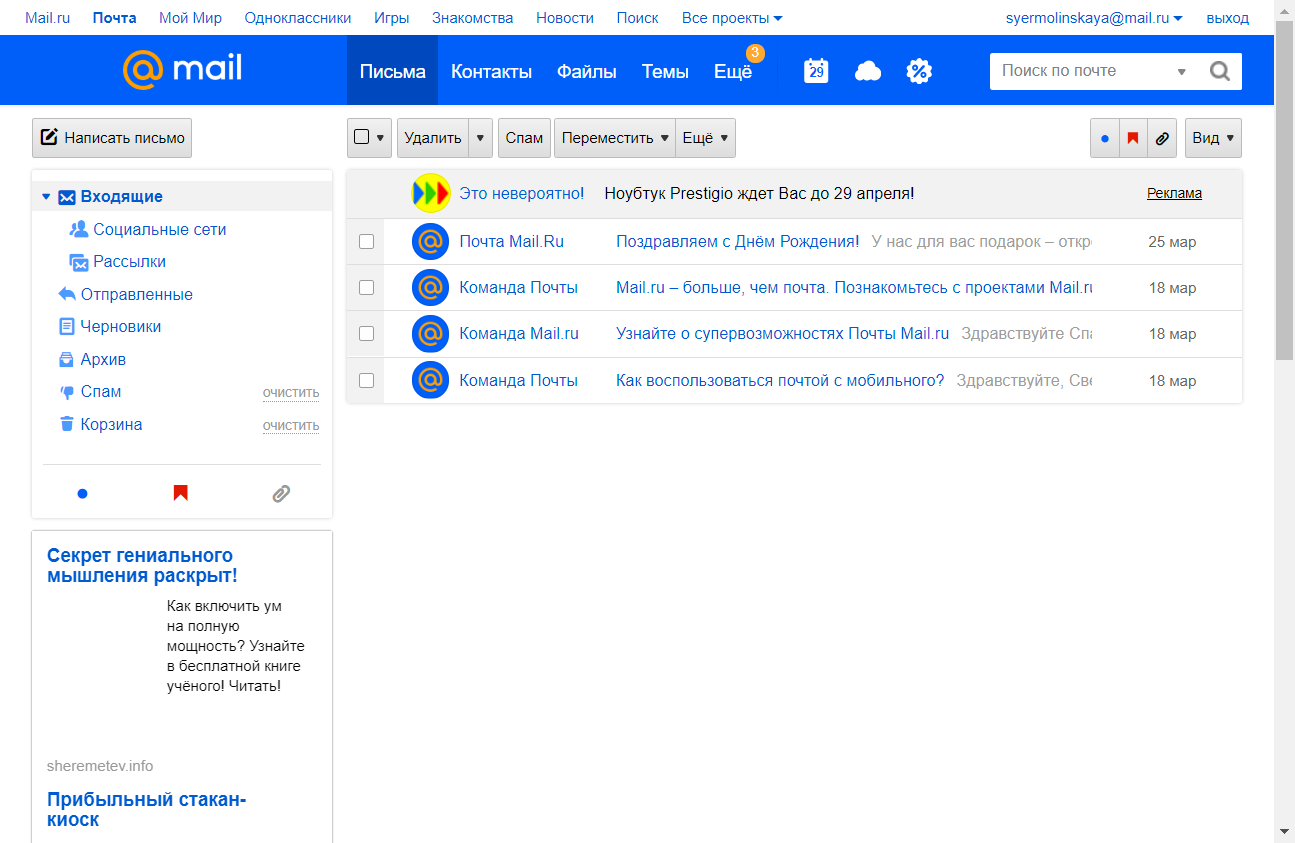 Mail.ru Почта Мой Мир Одноклассники Игры Знакомства Новости Поиск Все проекты syermolinskaya@mail.ru выход
@mail Письма Контакты Файлы Темы Ещё 3 29 % Поиск по почте
Написать письмо Удалить Спам Переместить Ещё Вид
Входящие
Социальные сети
Рассылки
Отправленные
Черновики
Архив
Спам очистить
Корзина очистить
Это невероятно! Ноубтук Prestigio ждет Вас до 29 апреля! Реклама
Почта Mail.Ru Поздравляем с Днём Рождения! У нас для вас подарок – откр 25 мар
Команда Почты Mail.ru – больше, чем почта. Познакомьтесь с проектами Mail.ru 18 мар
Команда Mail.ru Узнайте о супервозможностях Почты Mail.ru Здравствуйте Спа 18 мар
Команда Почты Как воспользоваться почтой с мобильного? Здравствуйте, Све 18 мар
Секрет гениального
мышления раскрыт!
Как включить ум
на полную
мощность? Узнайте
в бесплатной книге
учёного! Читать!
sheremetev.info
Прибыльный стакан-
киоск